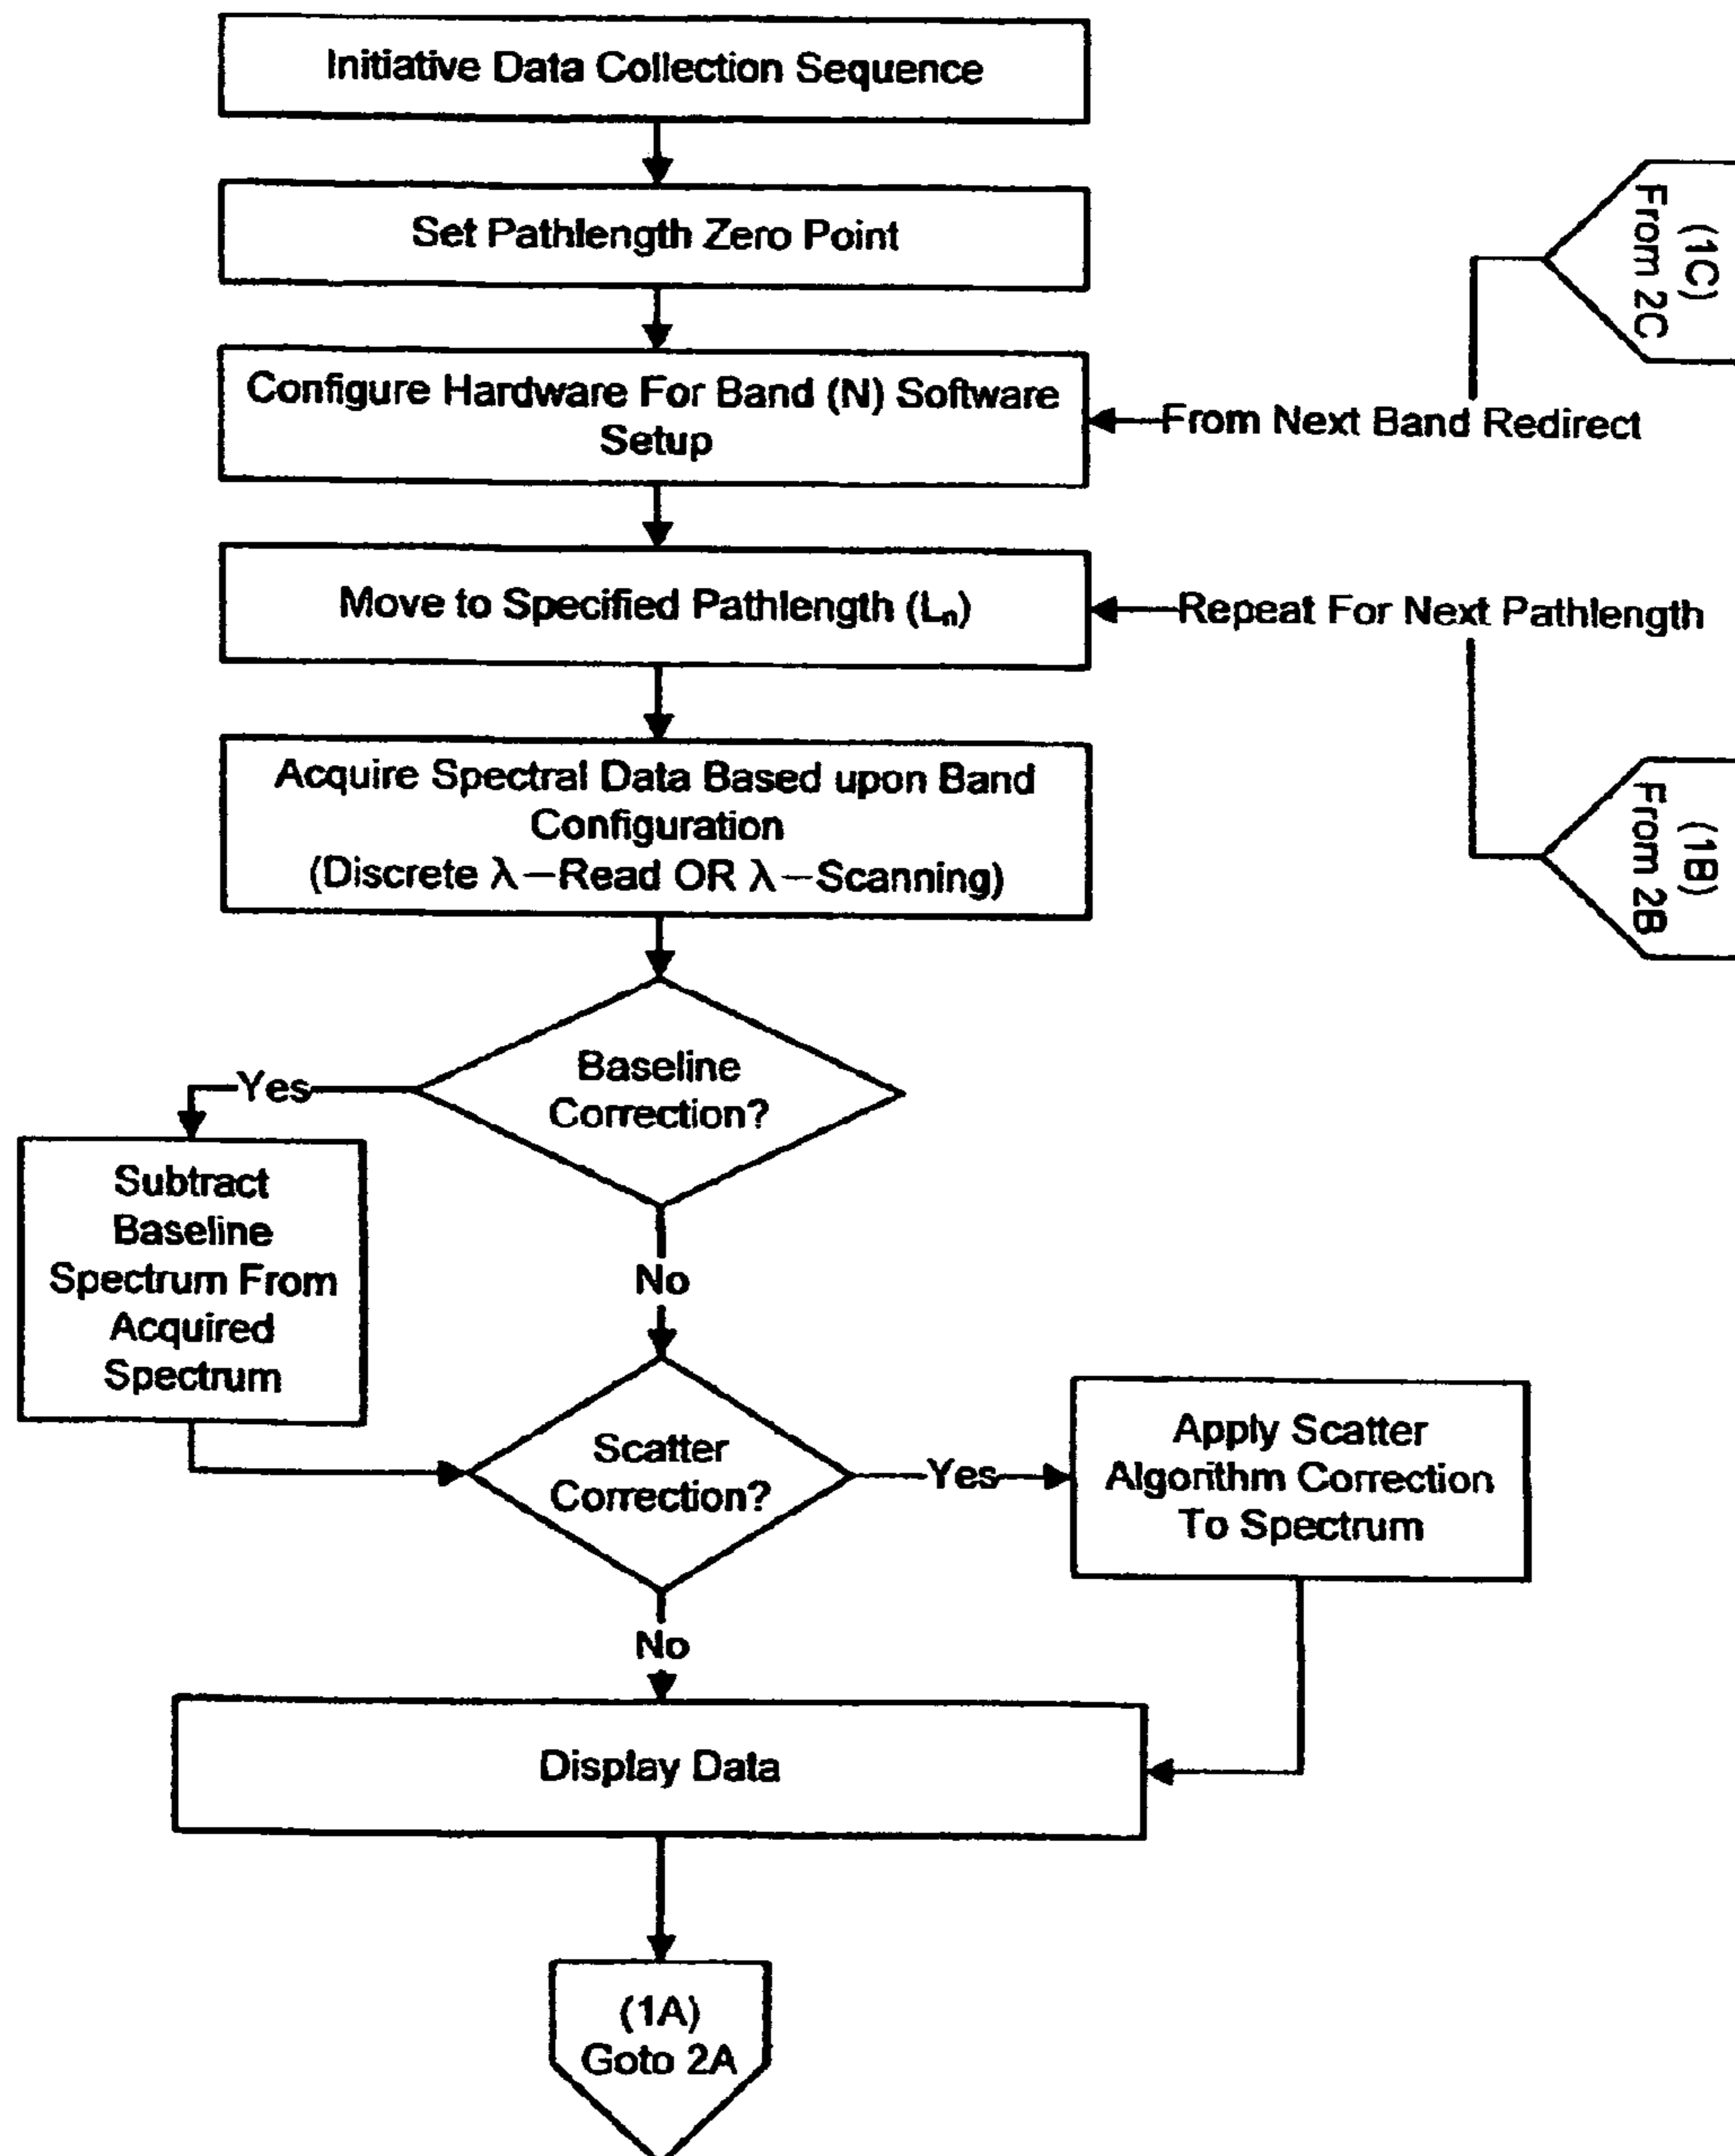 Initiative Data Collection Sequence
Set Pathlength Zero Point
(1C)
From 2C
Configure Hardware For Band (N) Software
Setup
From Next Band Redirect
Move to Specified Pathlength (Lₙ)
Repeat For Next Pathlength
Acquire Spectral Data Based upon Band
Configuration
(Discrete λ—Read OR λ—Scanning)
(1B)
From 2B
Baseline
Correction?
Yes
Subtract
Baseline
Spectrum From
Acquired
Spectrum
No
Scatter
Correction?
Yes
Apply Scatter
Algorithm Correction
To Spectrum
No
Display Data
(1A)
Goto 2A